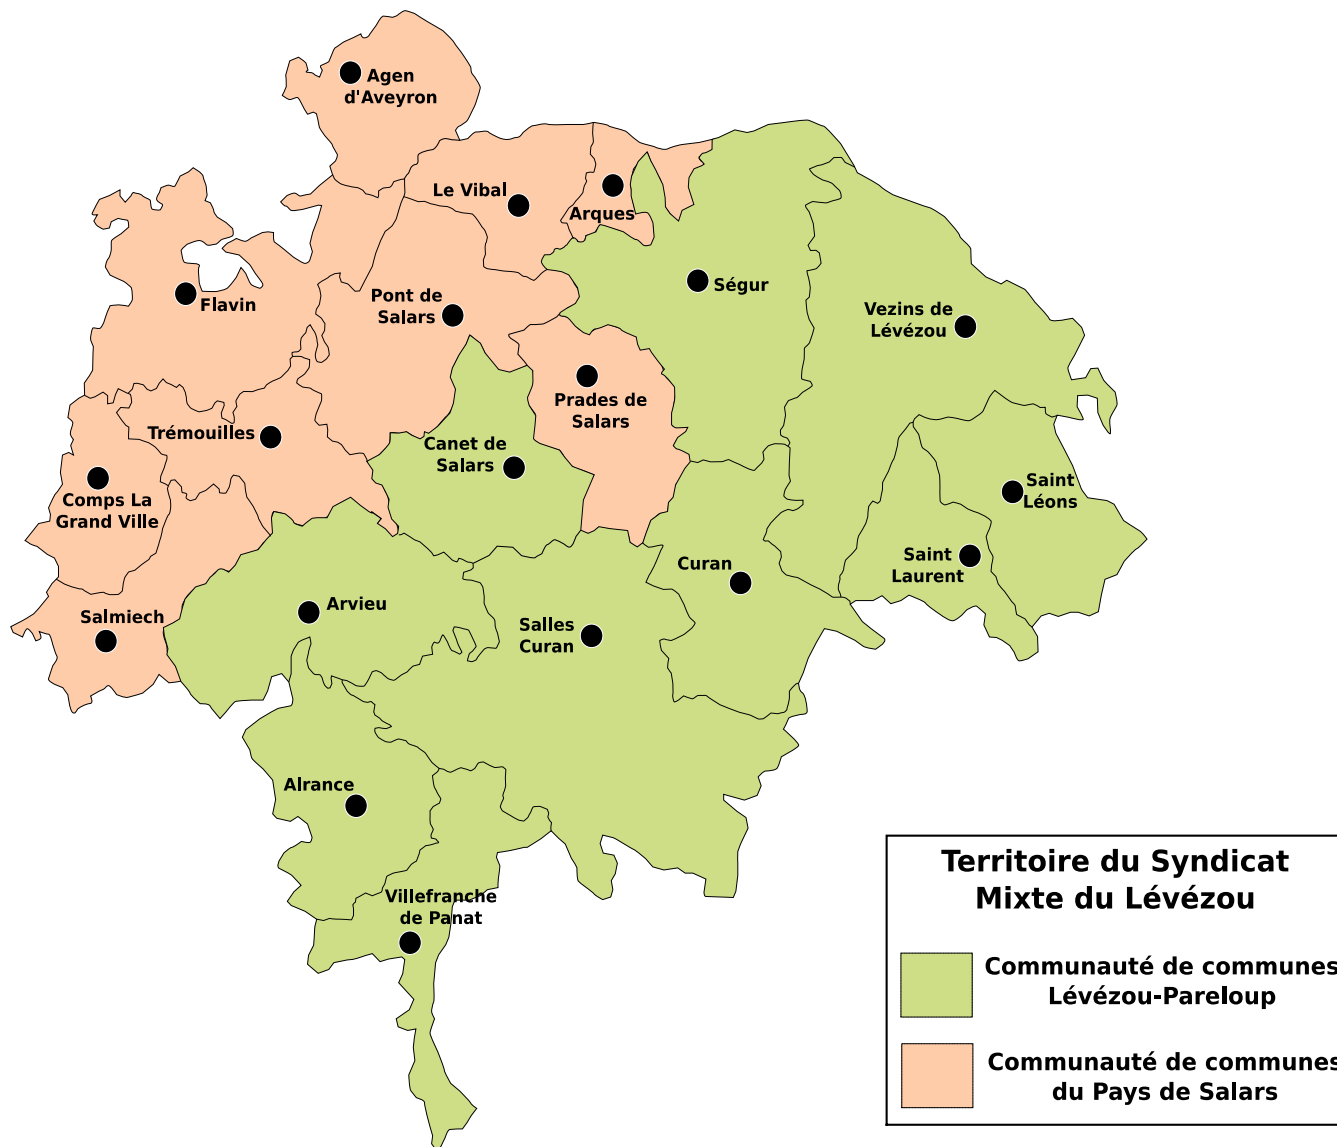 Agen
d'Aveyron
Le Vibal
Arques
Flavin
Pont de
Salars
Ségur
Vezins de
Lévézou
Prades de
Salars
Trémouilles
Canet de
Salars
Comps La
Grand Ville
Saint
Léons
Saint
Laurent
Curan
Arvieu
Salmiech
Salles
Curan
Alrance
Villefranche
de Panat
Territoire du Syndicat
Mixte du Lévézou
Communauté de communes
Lévézou-Pareloup
Communauté de communes
du Pays de Salars